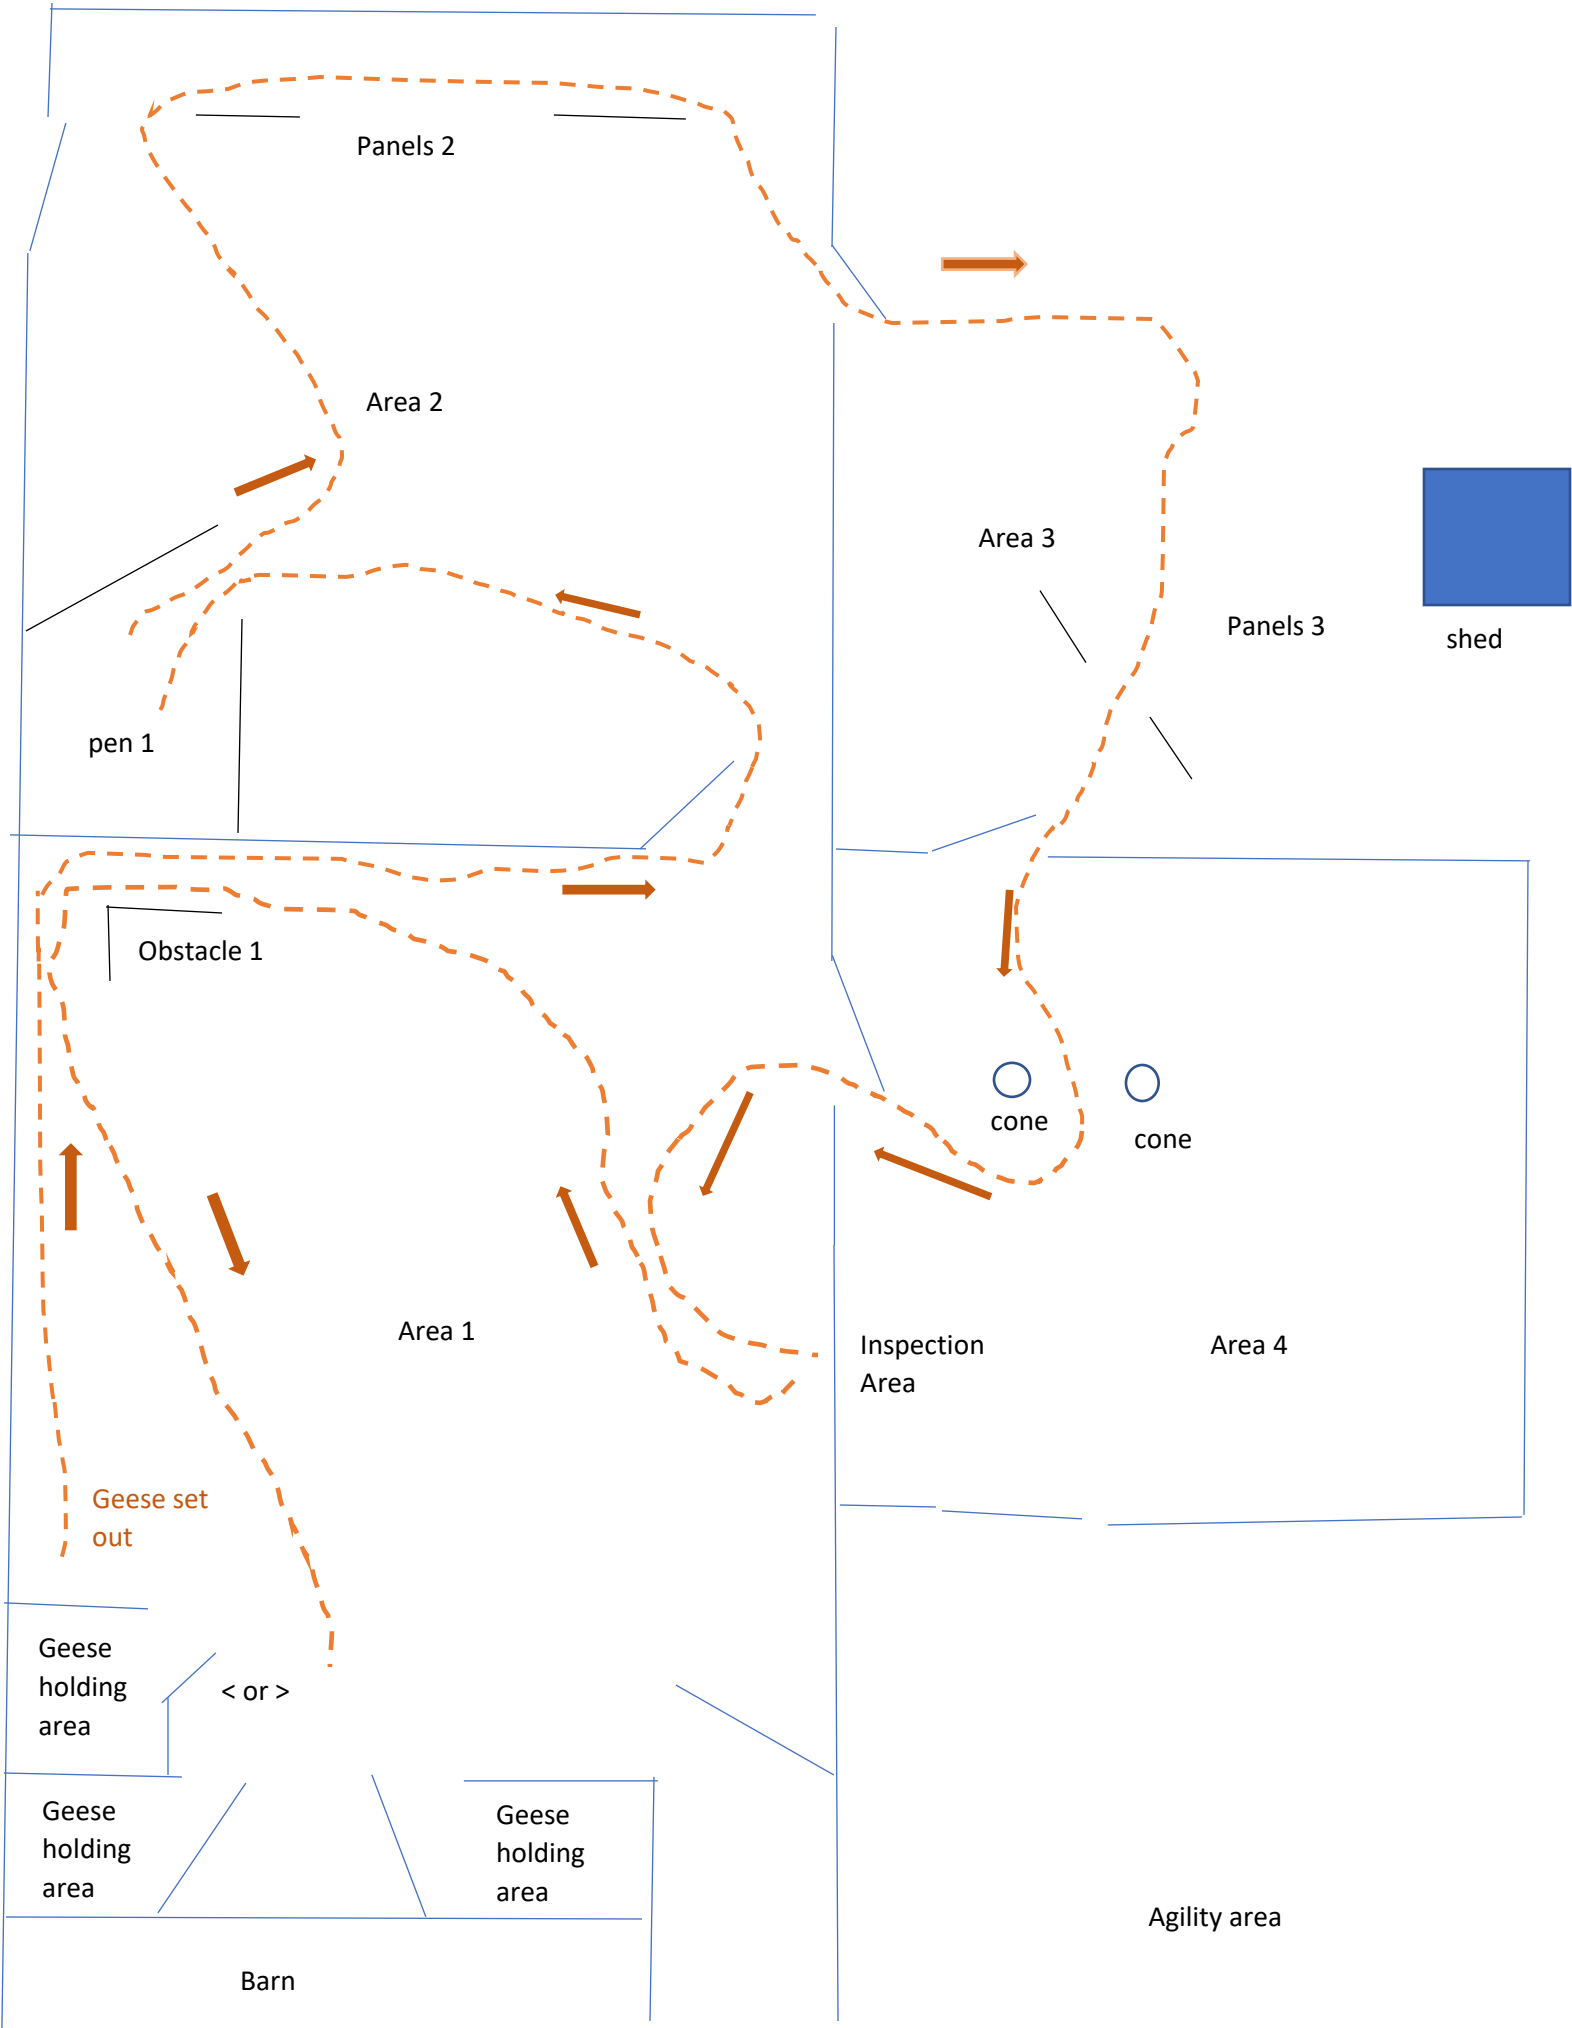 Panels 2
Area 2
Area 3
Panels 3
shed
pen 1
Obstacle 1
cone
cone
Area 1
Inspection
Area
Area 4
Geese set
out
Geese
holding
area
< or >
Geese
holding
area
Geese
holding
area
Agility area
Barn